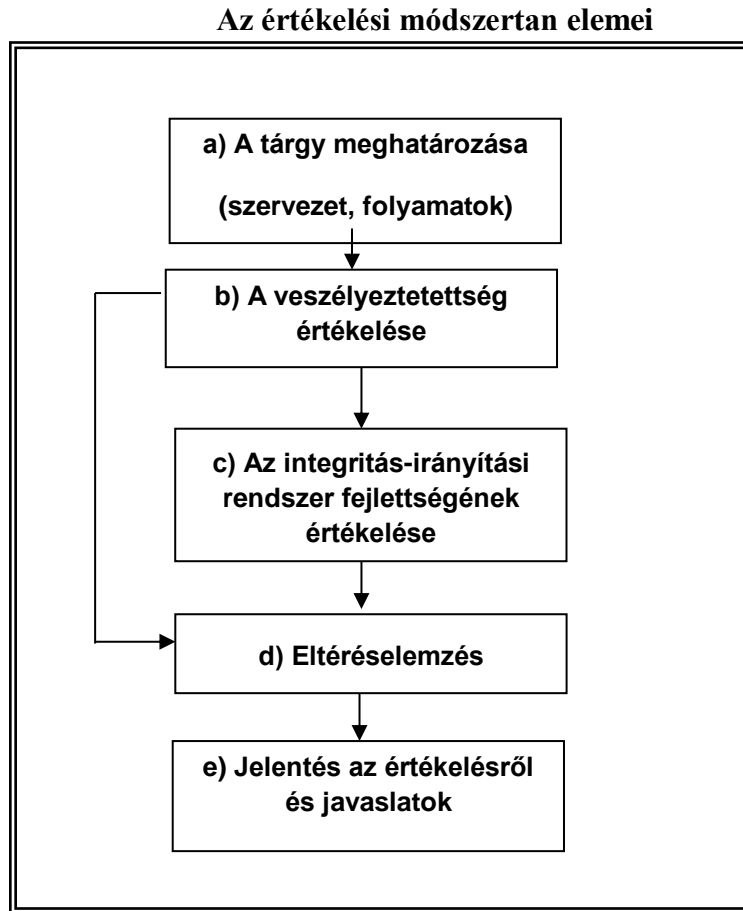 Az értékelési módszertan elemei
a) A tárgy meghatározása
(szervezet, folyamatok)
b) A veszélyeztetettség
értékelése
c) Az integritás-irányítási
rendszer fejlettségének
értékelése
d) Eltéréselemzés
e) Jelentés az értékelésről
és javaslatok